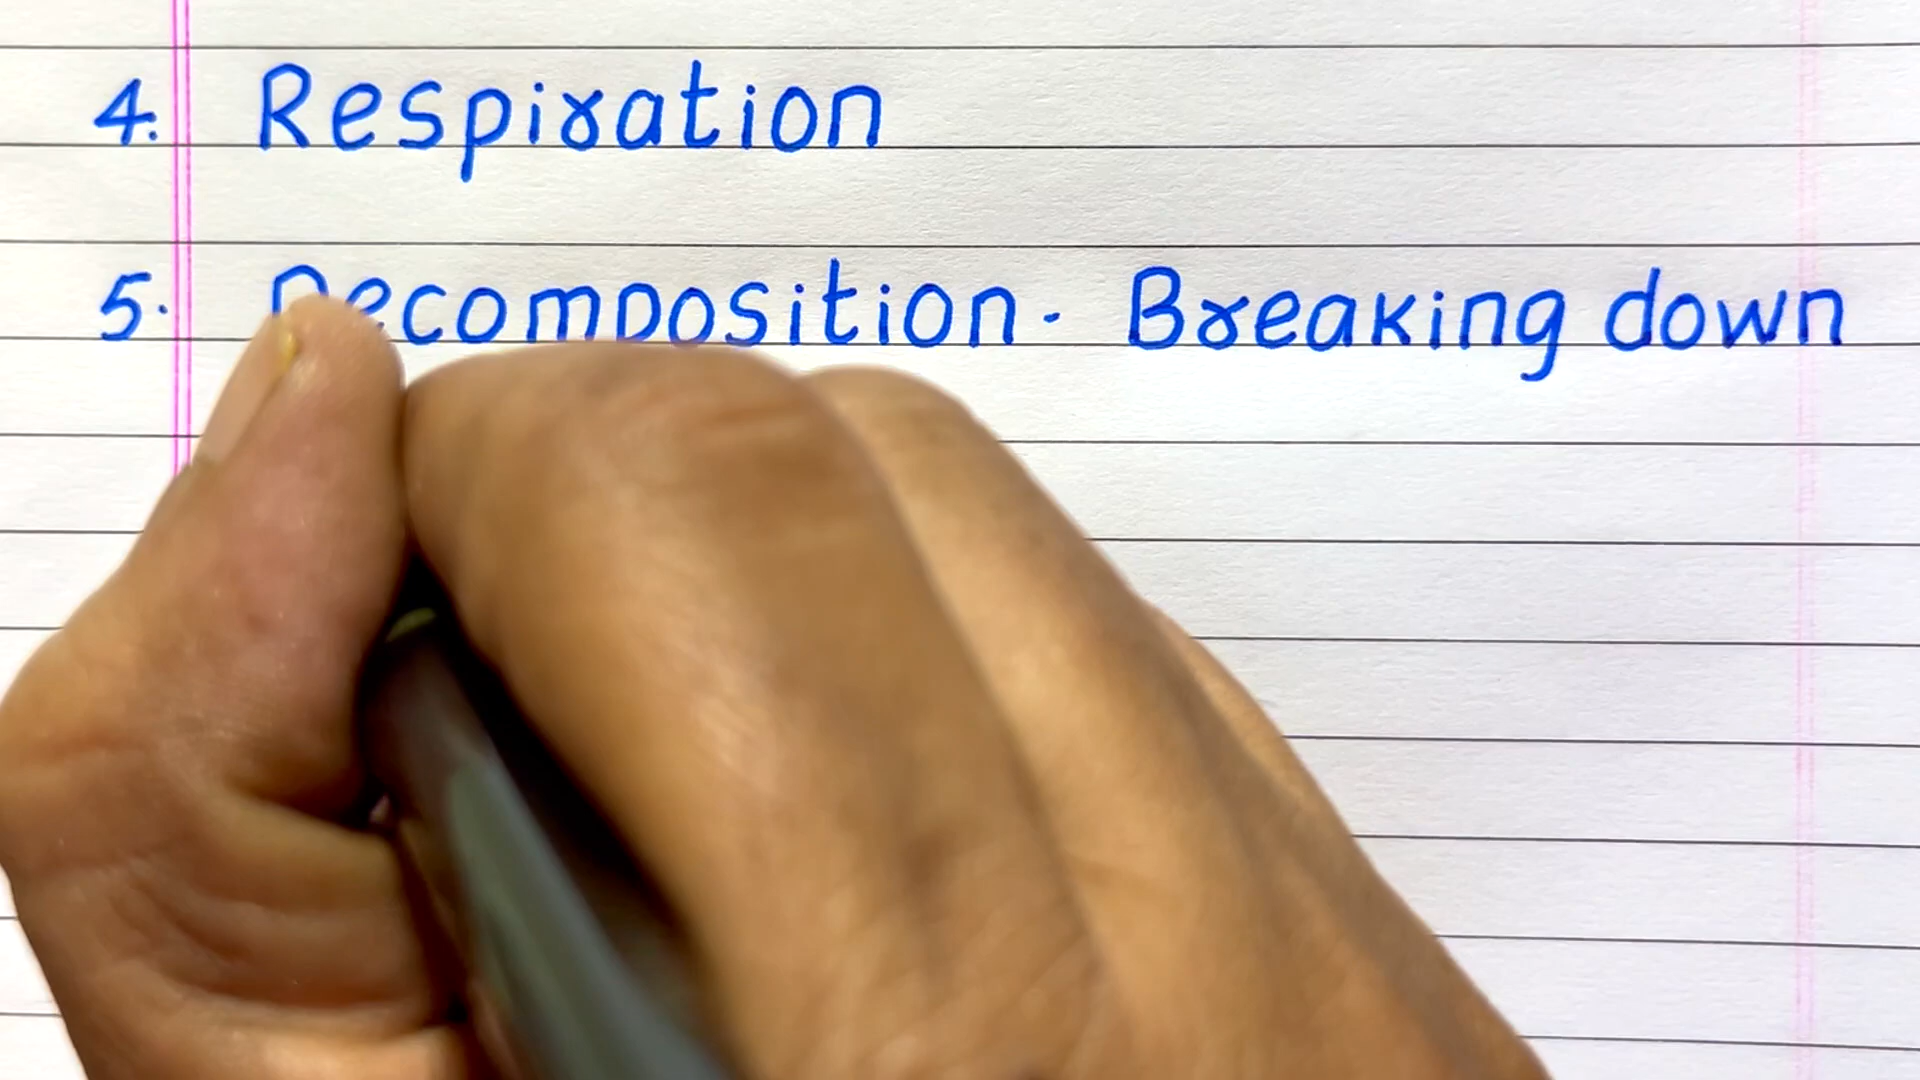 4. Respiration
5. Decomposition- Breaking down